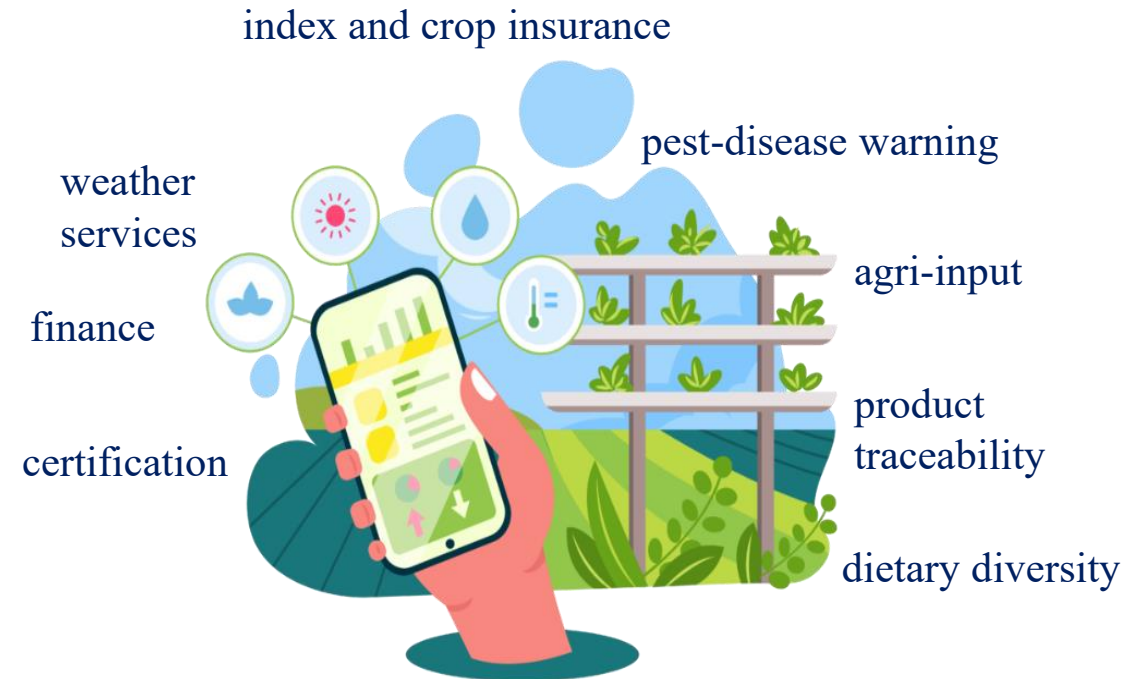 index and crop insurance
pest-disease warning
weather
services
agri-input
finance
product
traceability
certification
dietary diversity